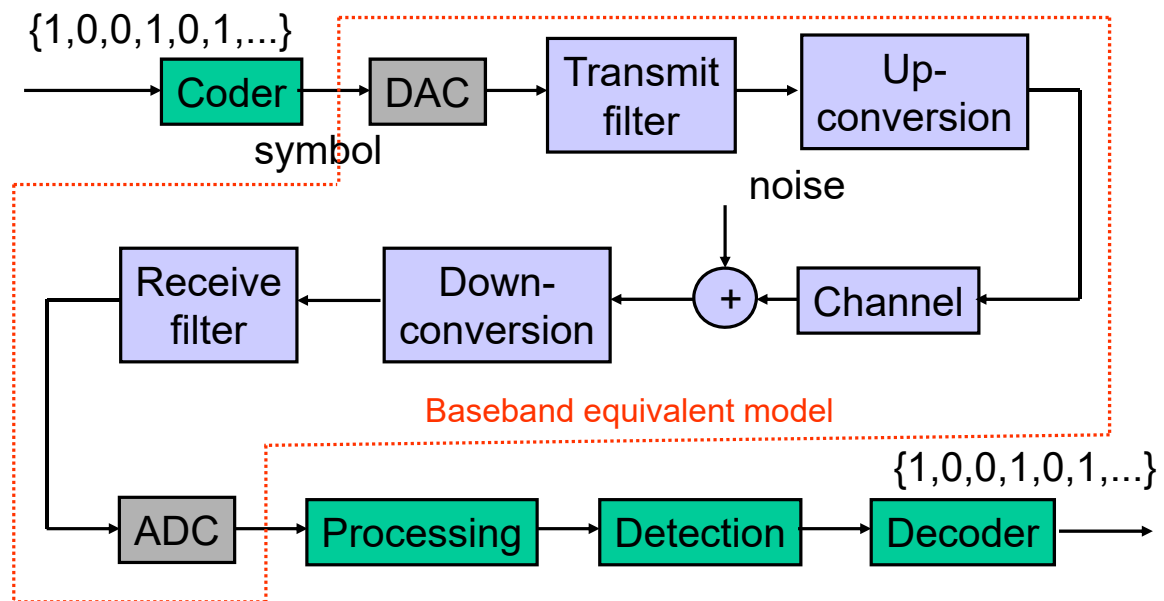 {1,0,0,1,0,1,...}
Coder
symbol
DAC
Transmit
filter
Up-
conversion
noise
Receive
filter
Down-
conversion
+
Channel
Baseband equivalent model
{1,0,0,1,0,1,...}
ADC
Processing
Detection
Decoder